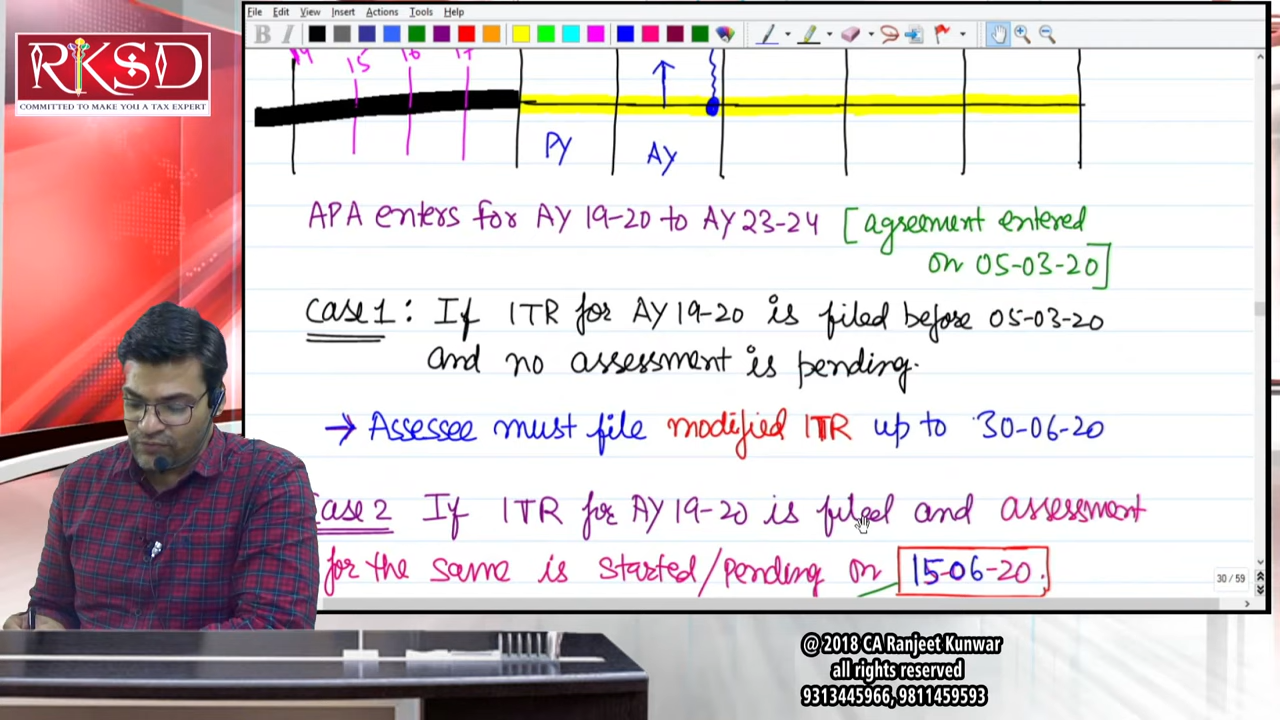 File Edit View Insert Actions Tools Help
B I
RKSD
COMMITTED TO MAKE YOU A TAX EXPERT
15 16 17
PY AY
APA enters for AY 19-20 to AY 23-24 [agreement entered
on 05-03-20]
Case 1: If ITR for AY 19-20 is filed before 05-03-20
and no assessment is pending.
→ Assessee must file modified ITR up to 30-06-20
Case 2 If ITR for AY 19-20 is filed and assessment
for the same is started/pending on 15-06-20.
30 / 59
@ 2018 CA Ranjeet Kunwar
all rights reserved
9313445966, 9811459593